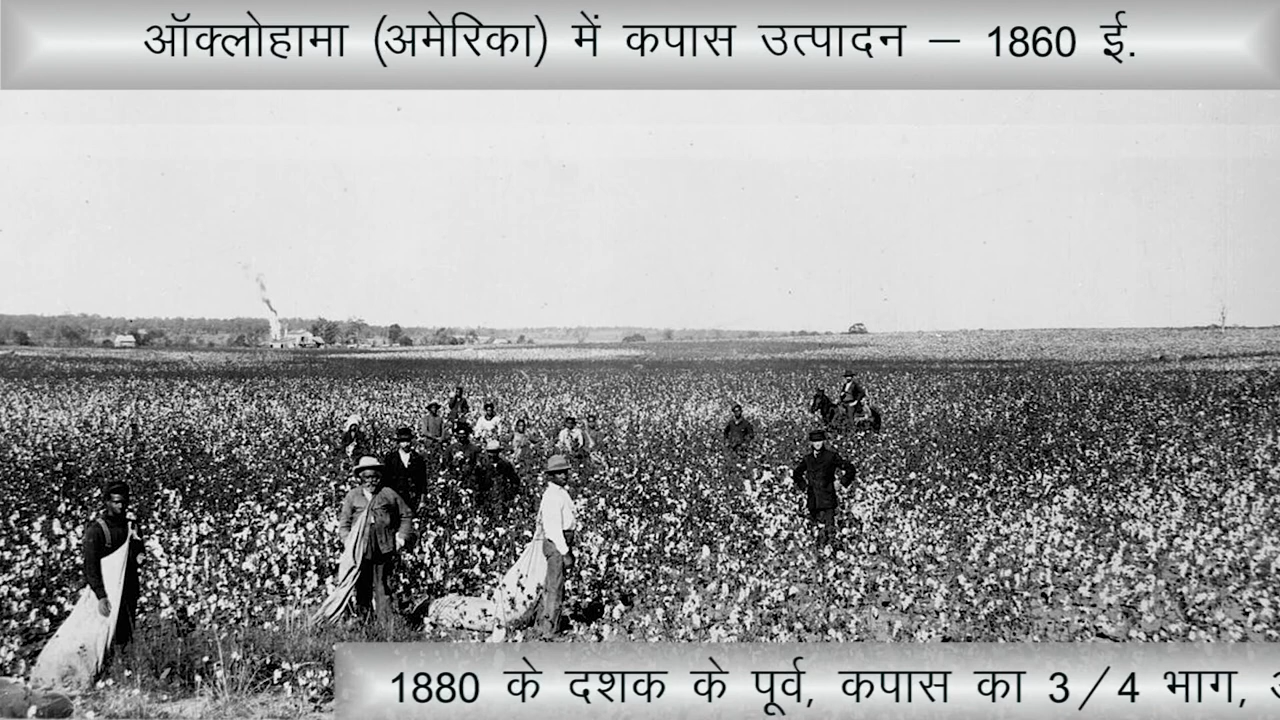 ऑक्लोहामा (अमेरिका) में कपास उत्पादन – 1860 ई.
1880 के दशक के पूर्व, कपास का 3/4 भाग,